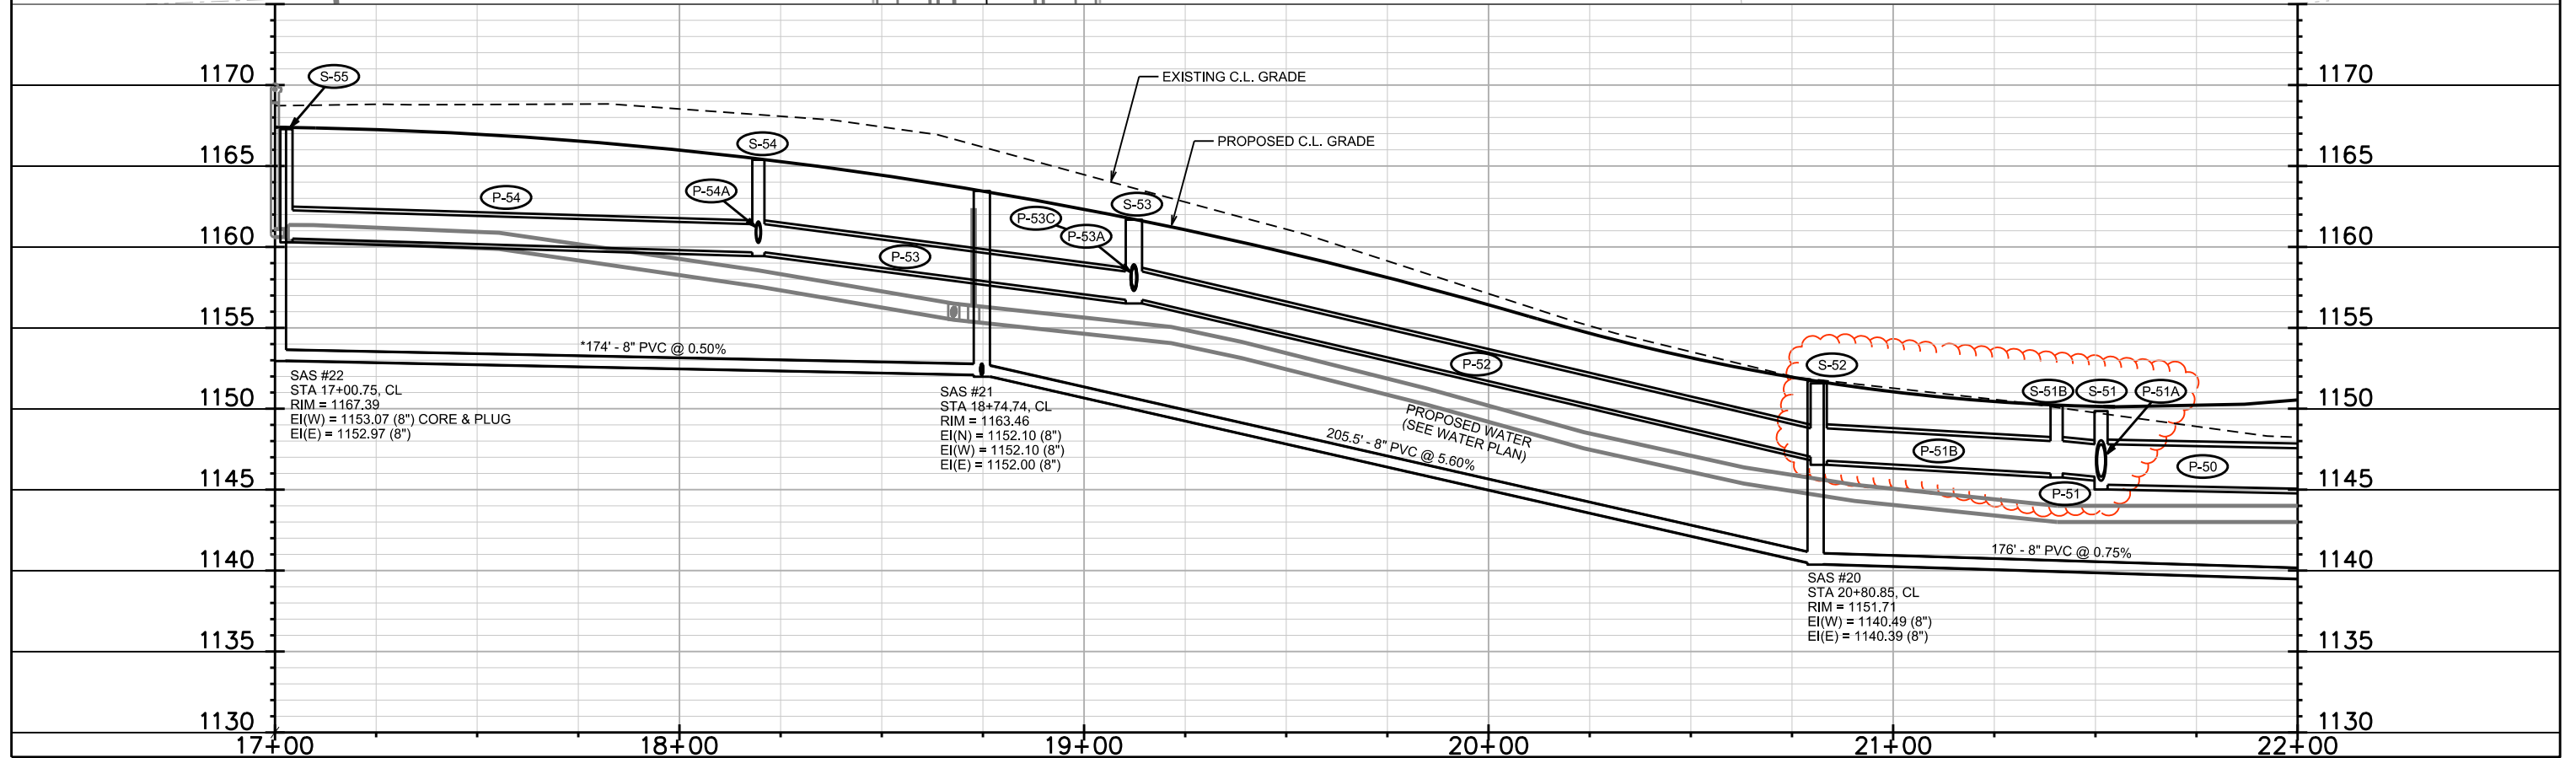 1170
1165
1160
1155
1150
1145
1140
1135
1130
S-55
P-54
S-54
P-54A
P-53
P-53C
S-53
P-53A
EXISTING C.L. GRADE
PROPOSED C.L. GRADE
P-52
S-52
S-51B
S-51
P-51A
P-51B
P-51
P-50
*174' - 8" PVC @ 0.50%
SAS #22
STA 17+00.75, CL
RIM = 1167.39
EI(W) = 1153.07 (8") CORE & PLUG
EI(E) = 1152.97 (8")
SAS #21
STA 18+74.74, CL
RIM = 1163.46
EI(N) = 1152.10 (8")
EI(W) = 1152.10 (8")
EI(E) = 1152.00 (8")
PROPOSED WATER
(SEE WATER PLAN)
205.5' - 8" PVC @ 5.60%
176' - 8" PVC @ 0.75%
SAS #20
STA 20+80.85, CL
RIM = 1151.71
EI(W) = 1140.49 (8")
EI(E) = 1140.39 (8")
1170
1165
1160
1155
1150
1145
1140
1135
1130
17+00
18+00
19+00
20+00
21+00
22+00